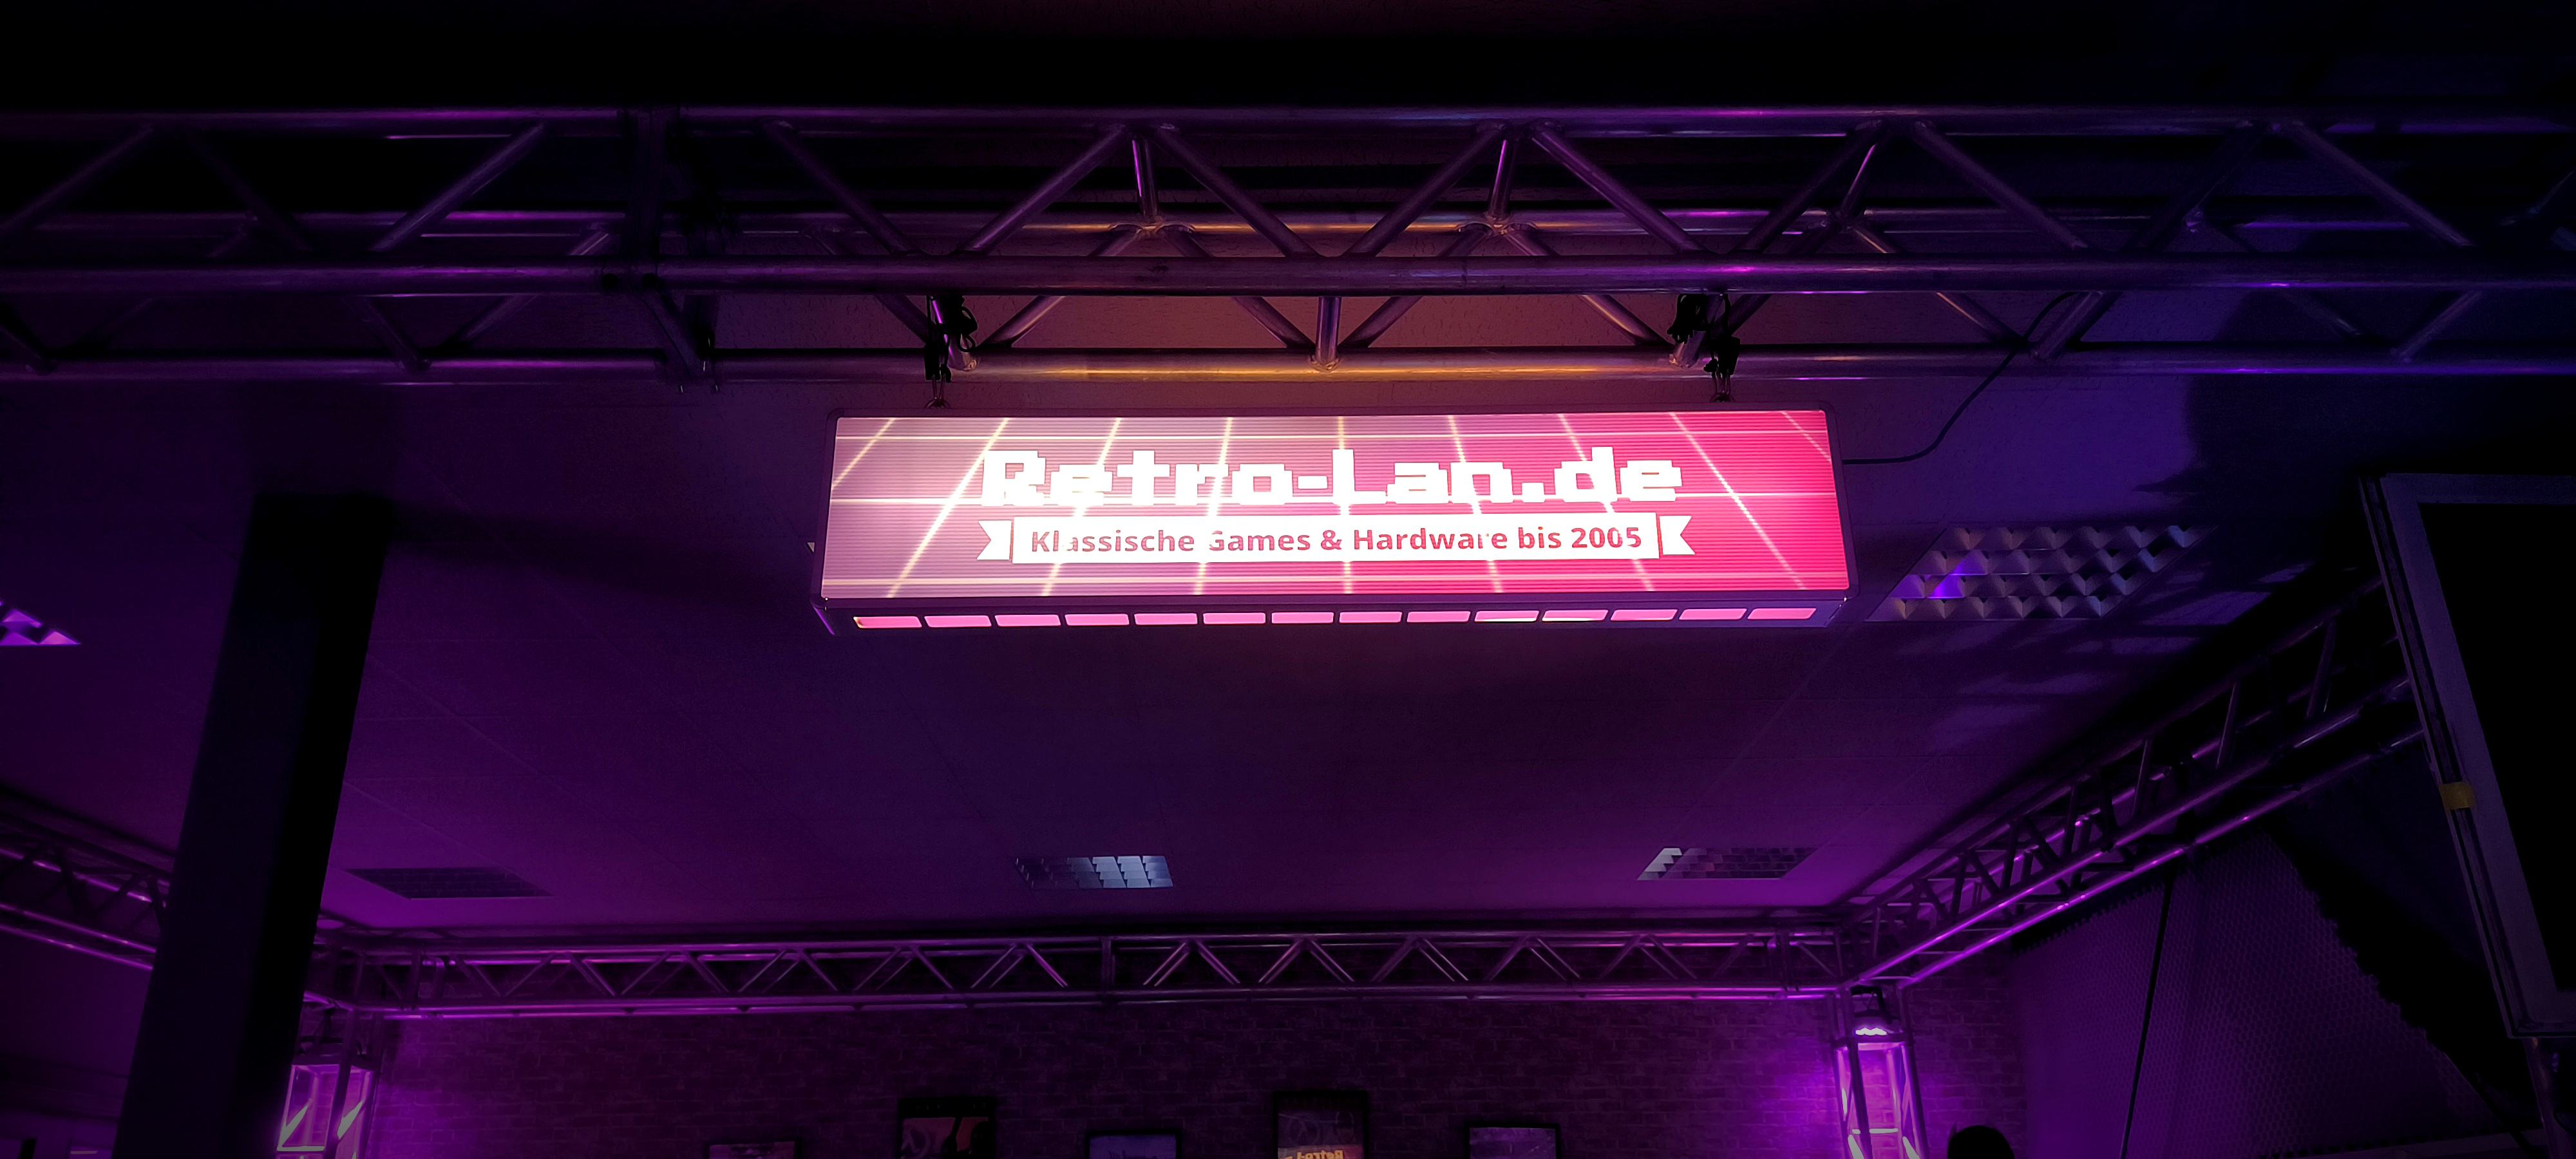 Retro-Lan.de
Klassische Games & Hardware bis 2005